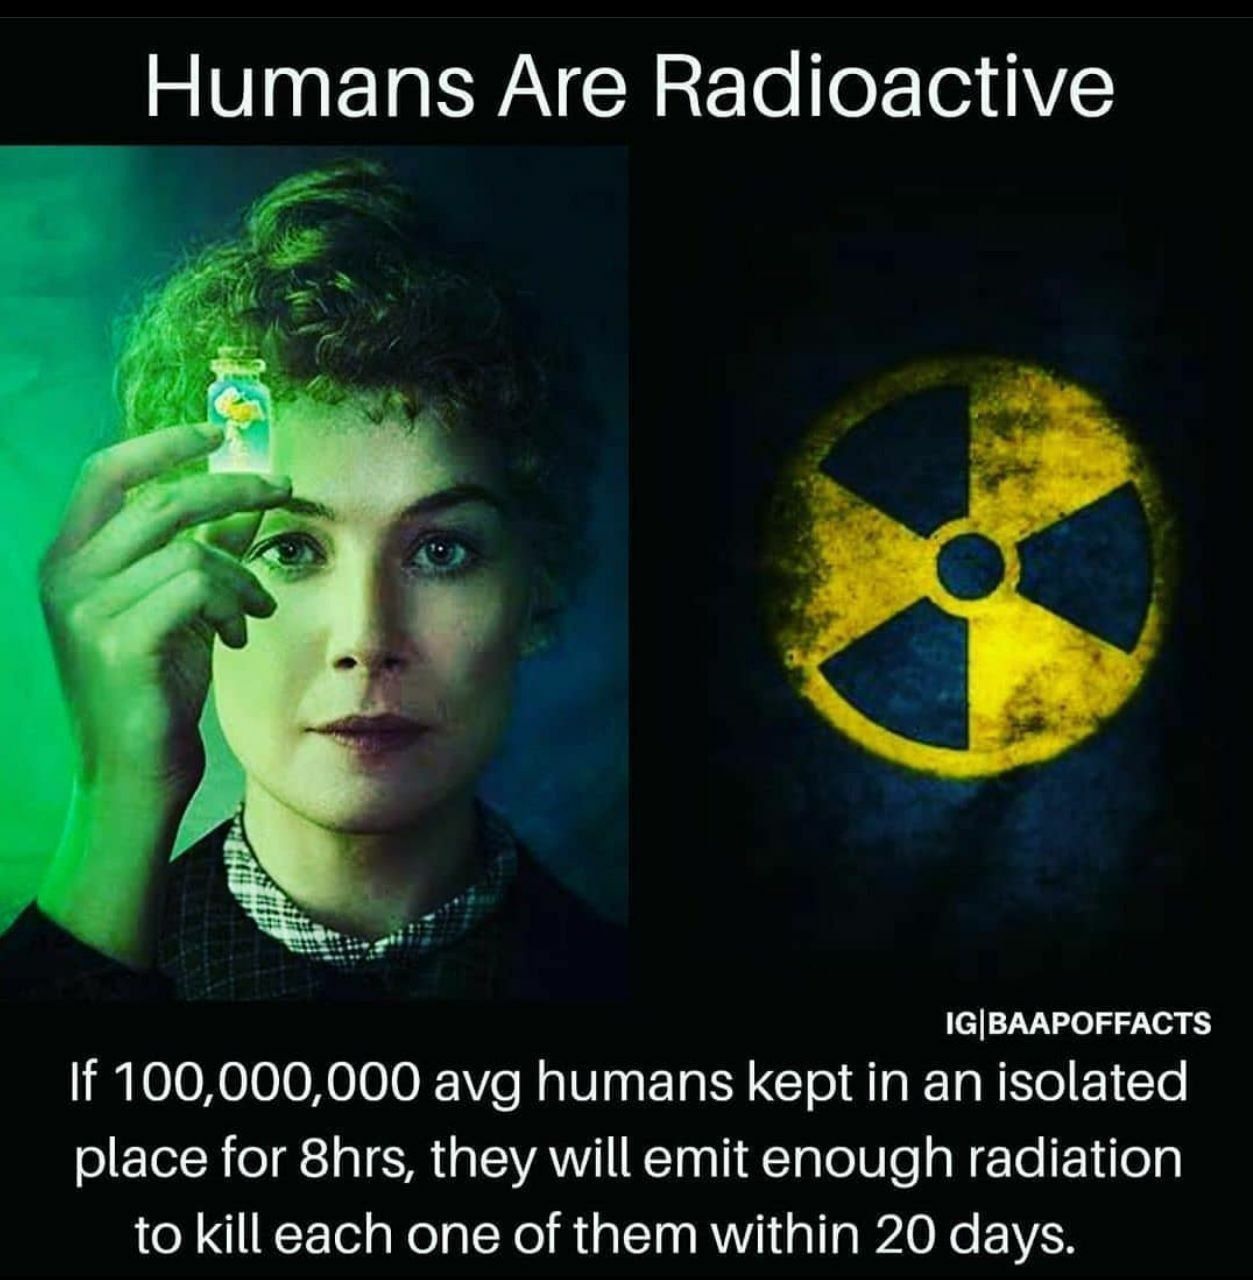 Humans Are Radioactive
IG|BAAPOFFACTS
If 100,000,000 avg humans kept in an isolated
place for 8hrs, they will emit enough radiation
to kill each one of them within 20 days.